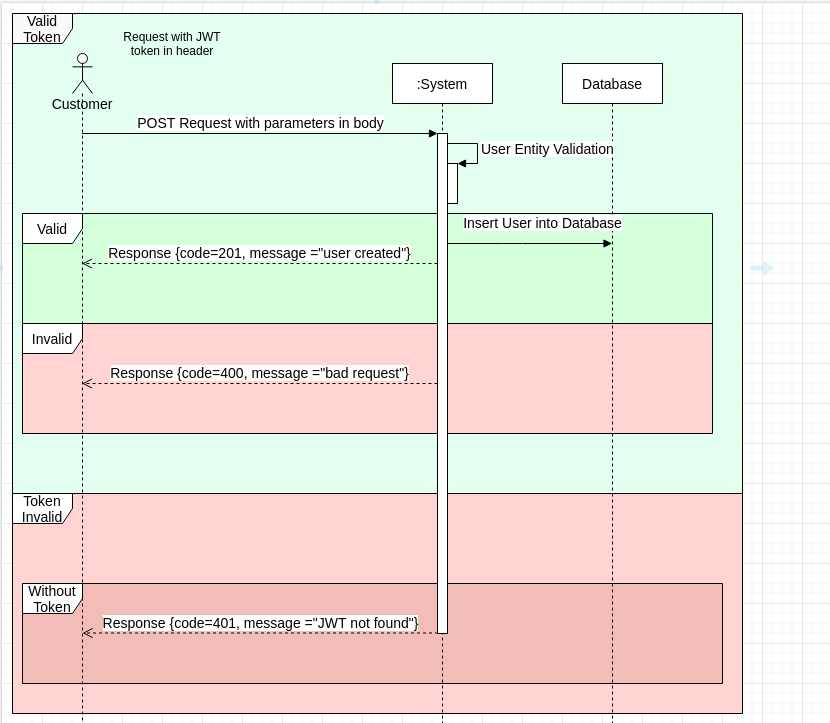 Valid
Token
Request with JWT
token in header
Customer
:System
Database
POST Request with parameters in body
User Entity Validation
Valid
Insert User into Database
Response {code=201, message ="user created"}
Invalid
Response {code=400, message ="bad request"}
Token
Invalid
Without
Token
Response {code=401, message ="JWT not found"}